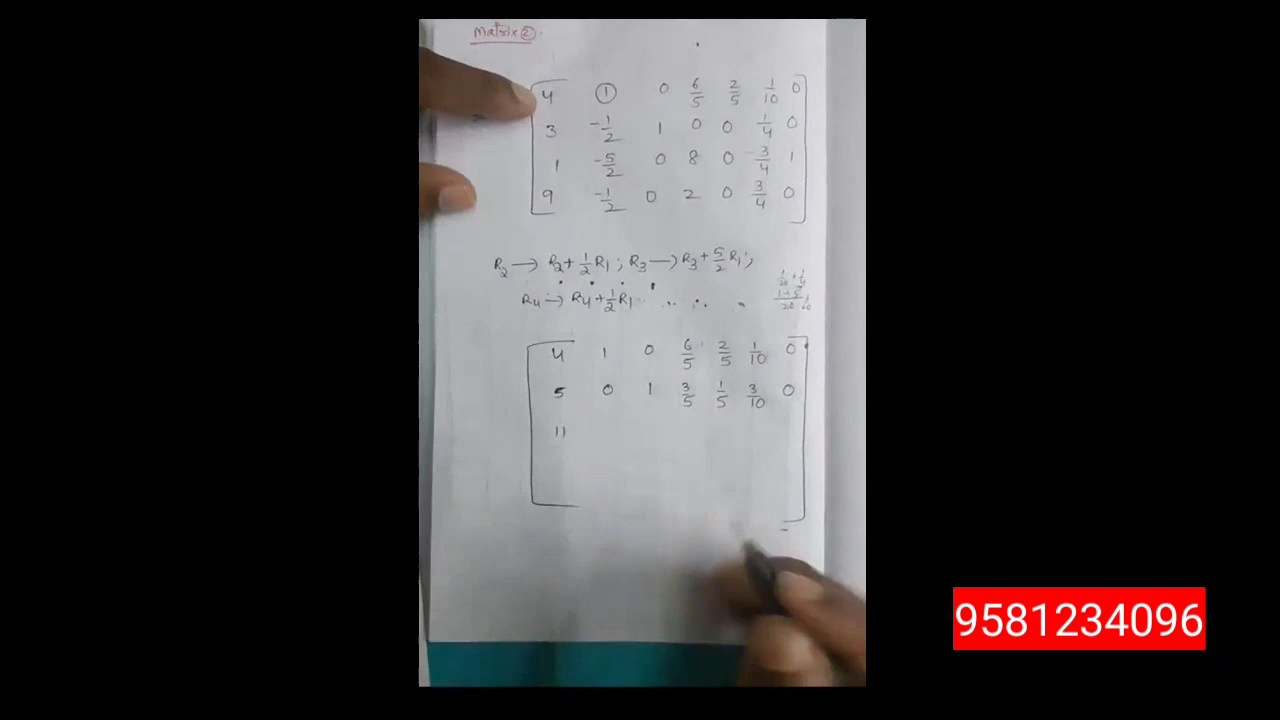 Matrix ②
4 ① 0 6/5 2/5 1/10 0
3 -1/2 1 0 0 1/4 0
1 -5/2 0 8 0 -3/4 1
9 -1/2 0 2 0 3/4 0
R2 → R2 + 1/2 R1 ; R3 → R3 + 5/2 R1 ;
R4 → R4 + 1/2 R1
4 1 0 6/5 2/5 1/10 0
5 0 1 3/5 1/5 3/10 0
11
9581234096